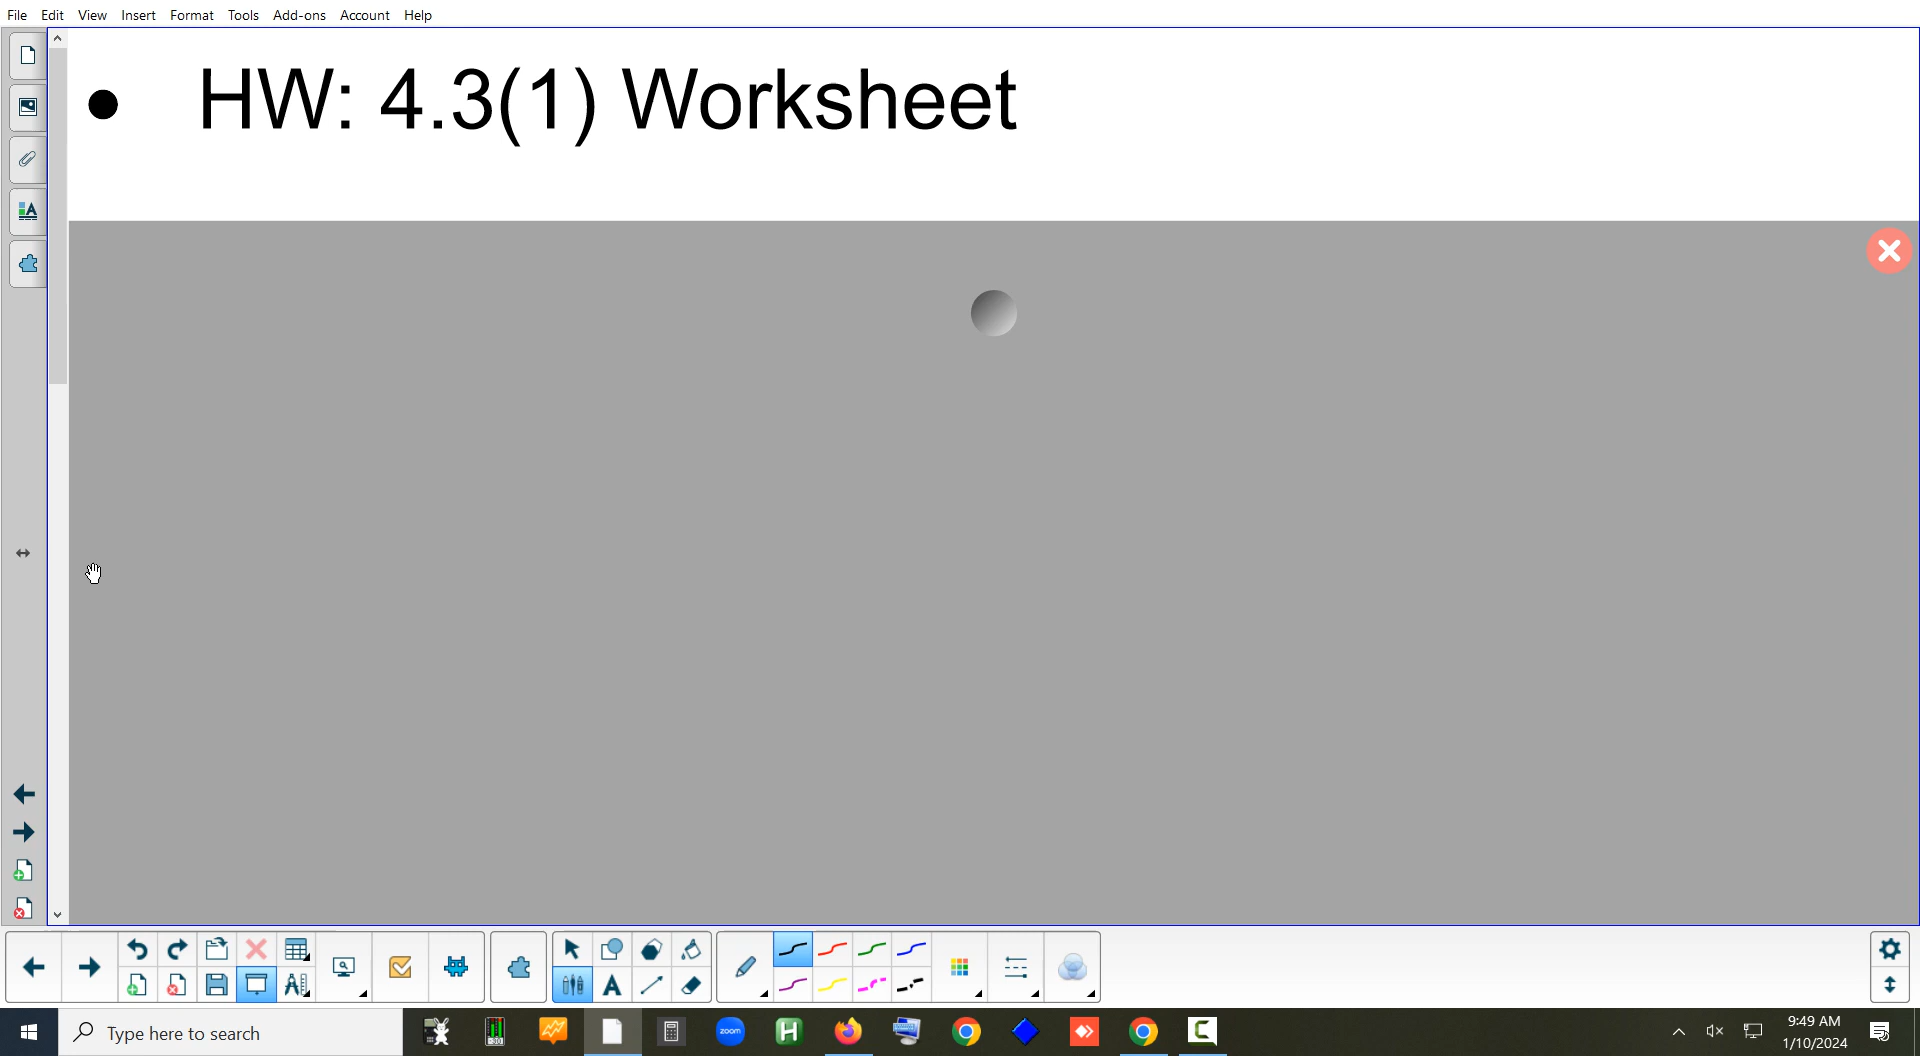 File Edit View Insert Format Tools Add-ons Account Help
● HW: 4.3(1) Worksheet
Type here to search
zoom
9:49 AM
1/10/2024